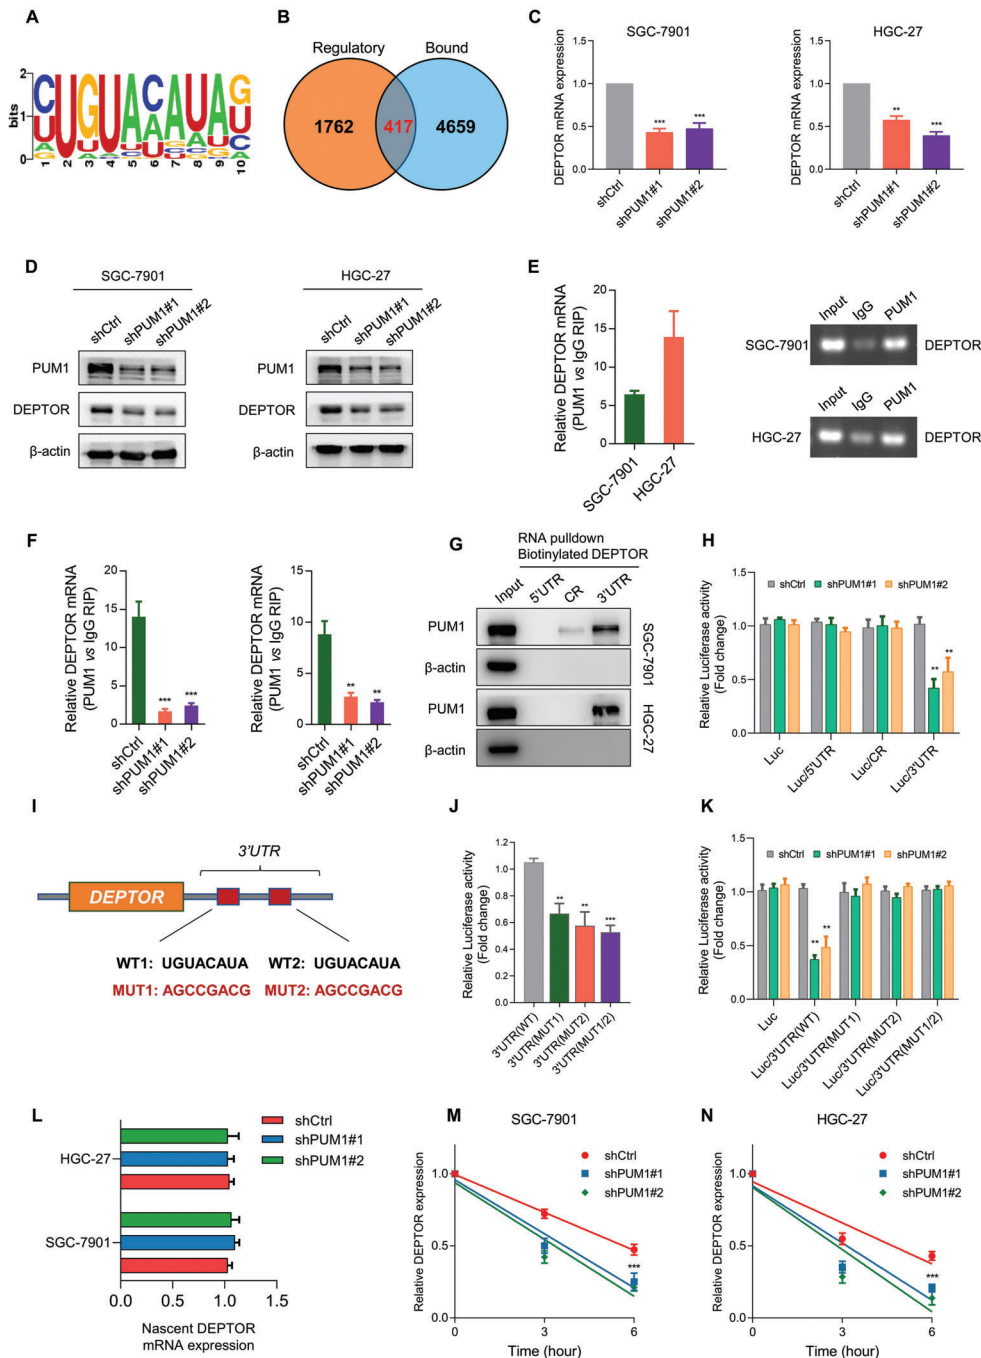 A
bits
2
1
0
CUGUACAUAG
1 2 3 4 5 6 7 8 9 10
B
Regulatory Bound
1762 417 4659
C
SGC-7901
DEPTOR mRNA expression
1.5
1.0
0.5
0.0
***
***
shCtrl
shPUM1#1
shPUM1#2
HGC-27
DEPTOR mRNA expression
1.5
1.0
0.5
0.0
**
***
shCtrl
shPUM1#1
shPUM1#2
D
SGC-7901
shCtrl
shPUM1#1
shPUM1#2
PUM1
DEPTOR
β-actin
HGC-27
shCtrl
shPUM1#1
shPUM1#2
PUM1
DEPTOR
β-actin
E
Relative DEPTOR mRNA
(PUM1 vs IgG RIP)
20
15
10
5
0
SGC-7901
HGC-27
Input IgG PUM1
SGC-7901 DEPTOR
Input IgG PUM1
HGC-27 DEPTOR
F
Relative DEPTOR mRNA
(PUM1 vs IgG RIP)
20
15
10
5
0
***
***
shCtrl
shPUM1#1
shPUM1#2
Relative DEPTOR mRNA
(PUM1 vs IgG RIP)
15
10
5
0
**
**
shCtrl
shPUM1#1
shPUM1#2
G
RNA pulldown
Biotinylated DEPTOR
Input
5'UTR
CR
3'UTR
PUM1
β-actin
SGC-7901
PUM1
β-actin
HGC-27
H
Relative Luciferase activity
(Fold change)
1.5
1.0
0.5
0.0
shCtrl shPUM1#1 shPUM1#2
**
**
Luc
Luc/5'UTR
Luc/CR
Luc/3'UTR
I
3'UTR
DEPTOR
WT1: UGUACAUA WT2: UGUACAUA
MUT1: AGCCGACG MUT2: AGCCGACG
J
Relative Luciferase activity
(Fold change)
1.2
1.0
0.8
0.6
0.4
0.2
0.0
**
**
***
3'UTR(WT)
3'UTR(MUT1)
3'UTR(MUT2)
3'UTR(MUT1/2)
K
Relative Luciferase activity
(Fold change)
1.5
1.0
0.5
0.0
shCtrl shPUM1#1 shPUM1#2
**
**
Luc
Luc/3'UTR(WT)
Luc/3'UTR(MUT1)
Luc/3'UTR(MUT2)
Luc/3'UTR(MUT1/2)
L
shCtrl
shPUM1#1
shPUM1#2
HGC-27
SGC-7901
0.0 0.5 1.0 1.5
Nascent DEPTOR
mRNA expression
M
SGC-7901
Relative DEPTOR expression
1.0
0.5
0.0
shCtrl
shPUM1#1
shPUM1#2
***
0 3 6
Time (hour)
N
HGC-27
Relative DEPTOR expression
1.0
0.5
0.0
shCtrl
shPUM1#1
shPUM1#2
***
0 3 6
Time (hour)